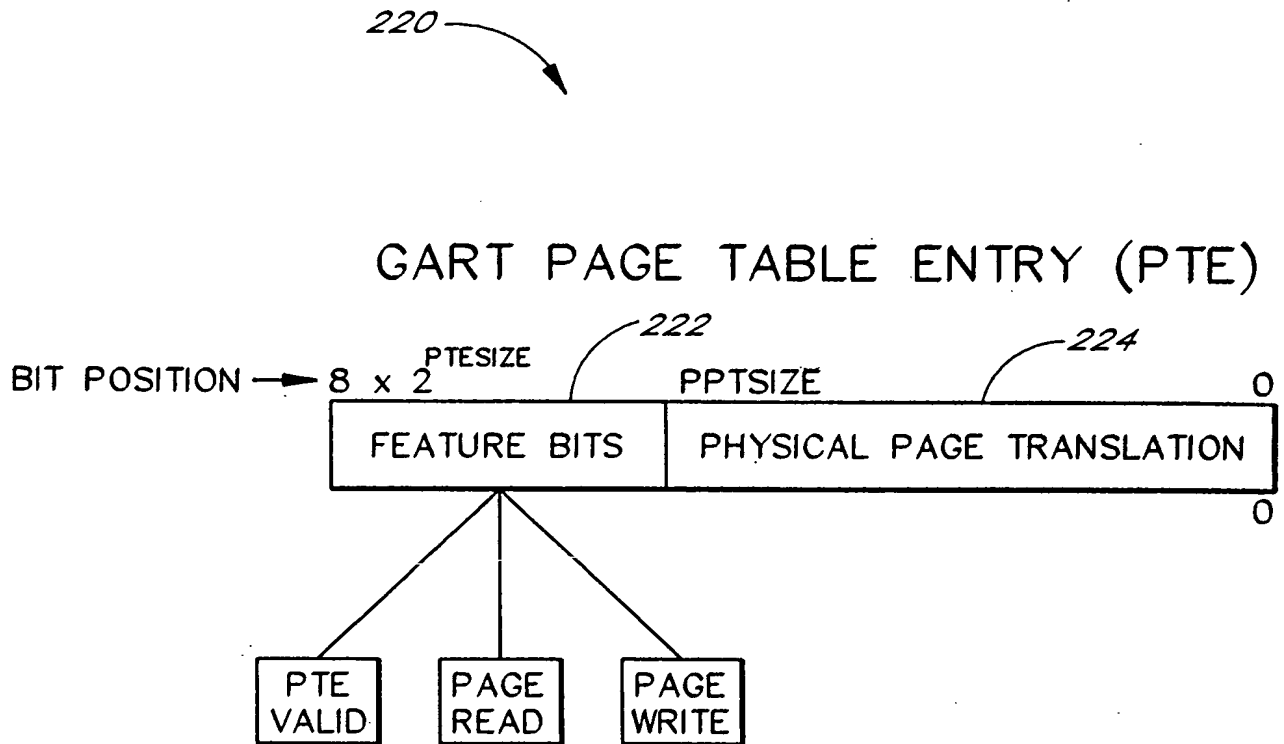 220
GART PAGE TABLE ENTRY (PTE)
222
224
BIT POSITION
8 x 2^PTESIZE
PPTSIZE
0
FEATURE BITS
PHYSICAL PAGE TRANSLATION
0
PTE
VALID
PAGE
READ
PAGE
WRITE